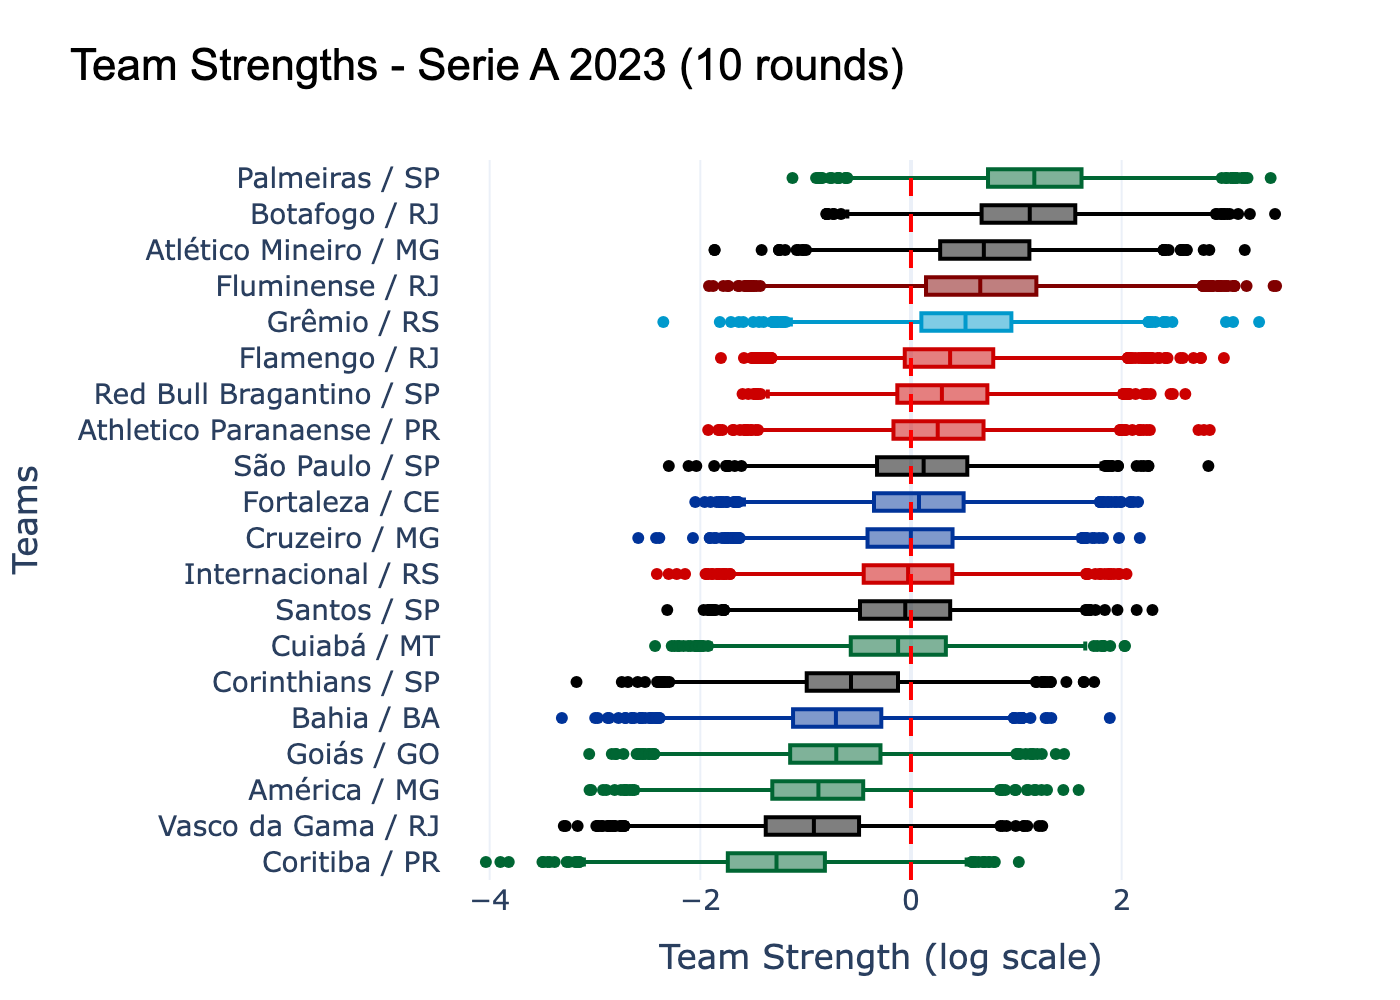 Team Strengths - Serie A 2023 (10 rounds)
Teams
Palmeiras / SP
Botafogo / RJ
Atlético Mineiro / MG
Fluminense / RJ
Grêmio / RS
Flamengo / RJ
Red Bull Bragantino / SP
Athletico Paranaense / PR
São Paulo / SP
Fortaleza / CE
Cruzeiro / MG
Internacional / RS
Santos / SP
Cuiabá / MT
Corinthians / SP
Bahia / BA
Goiás / GO
América / MG
Vasco da Gama / RJ
Coritiba / PR
−4 −2 0 2
Team Strength (log scale)